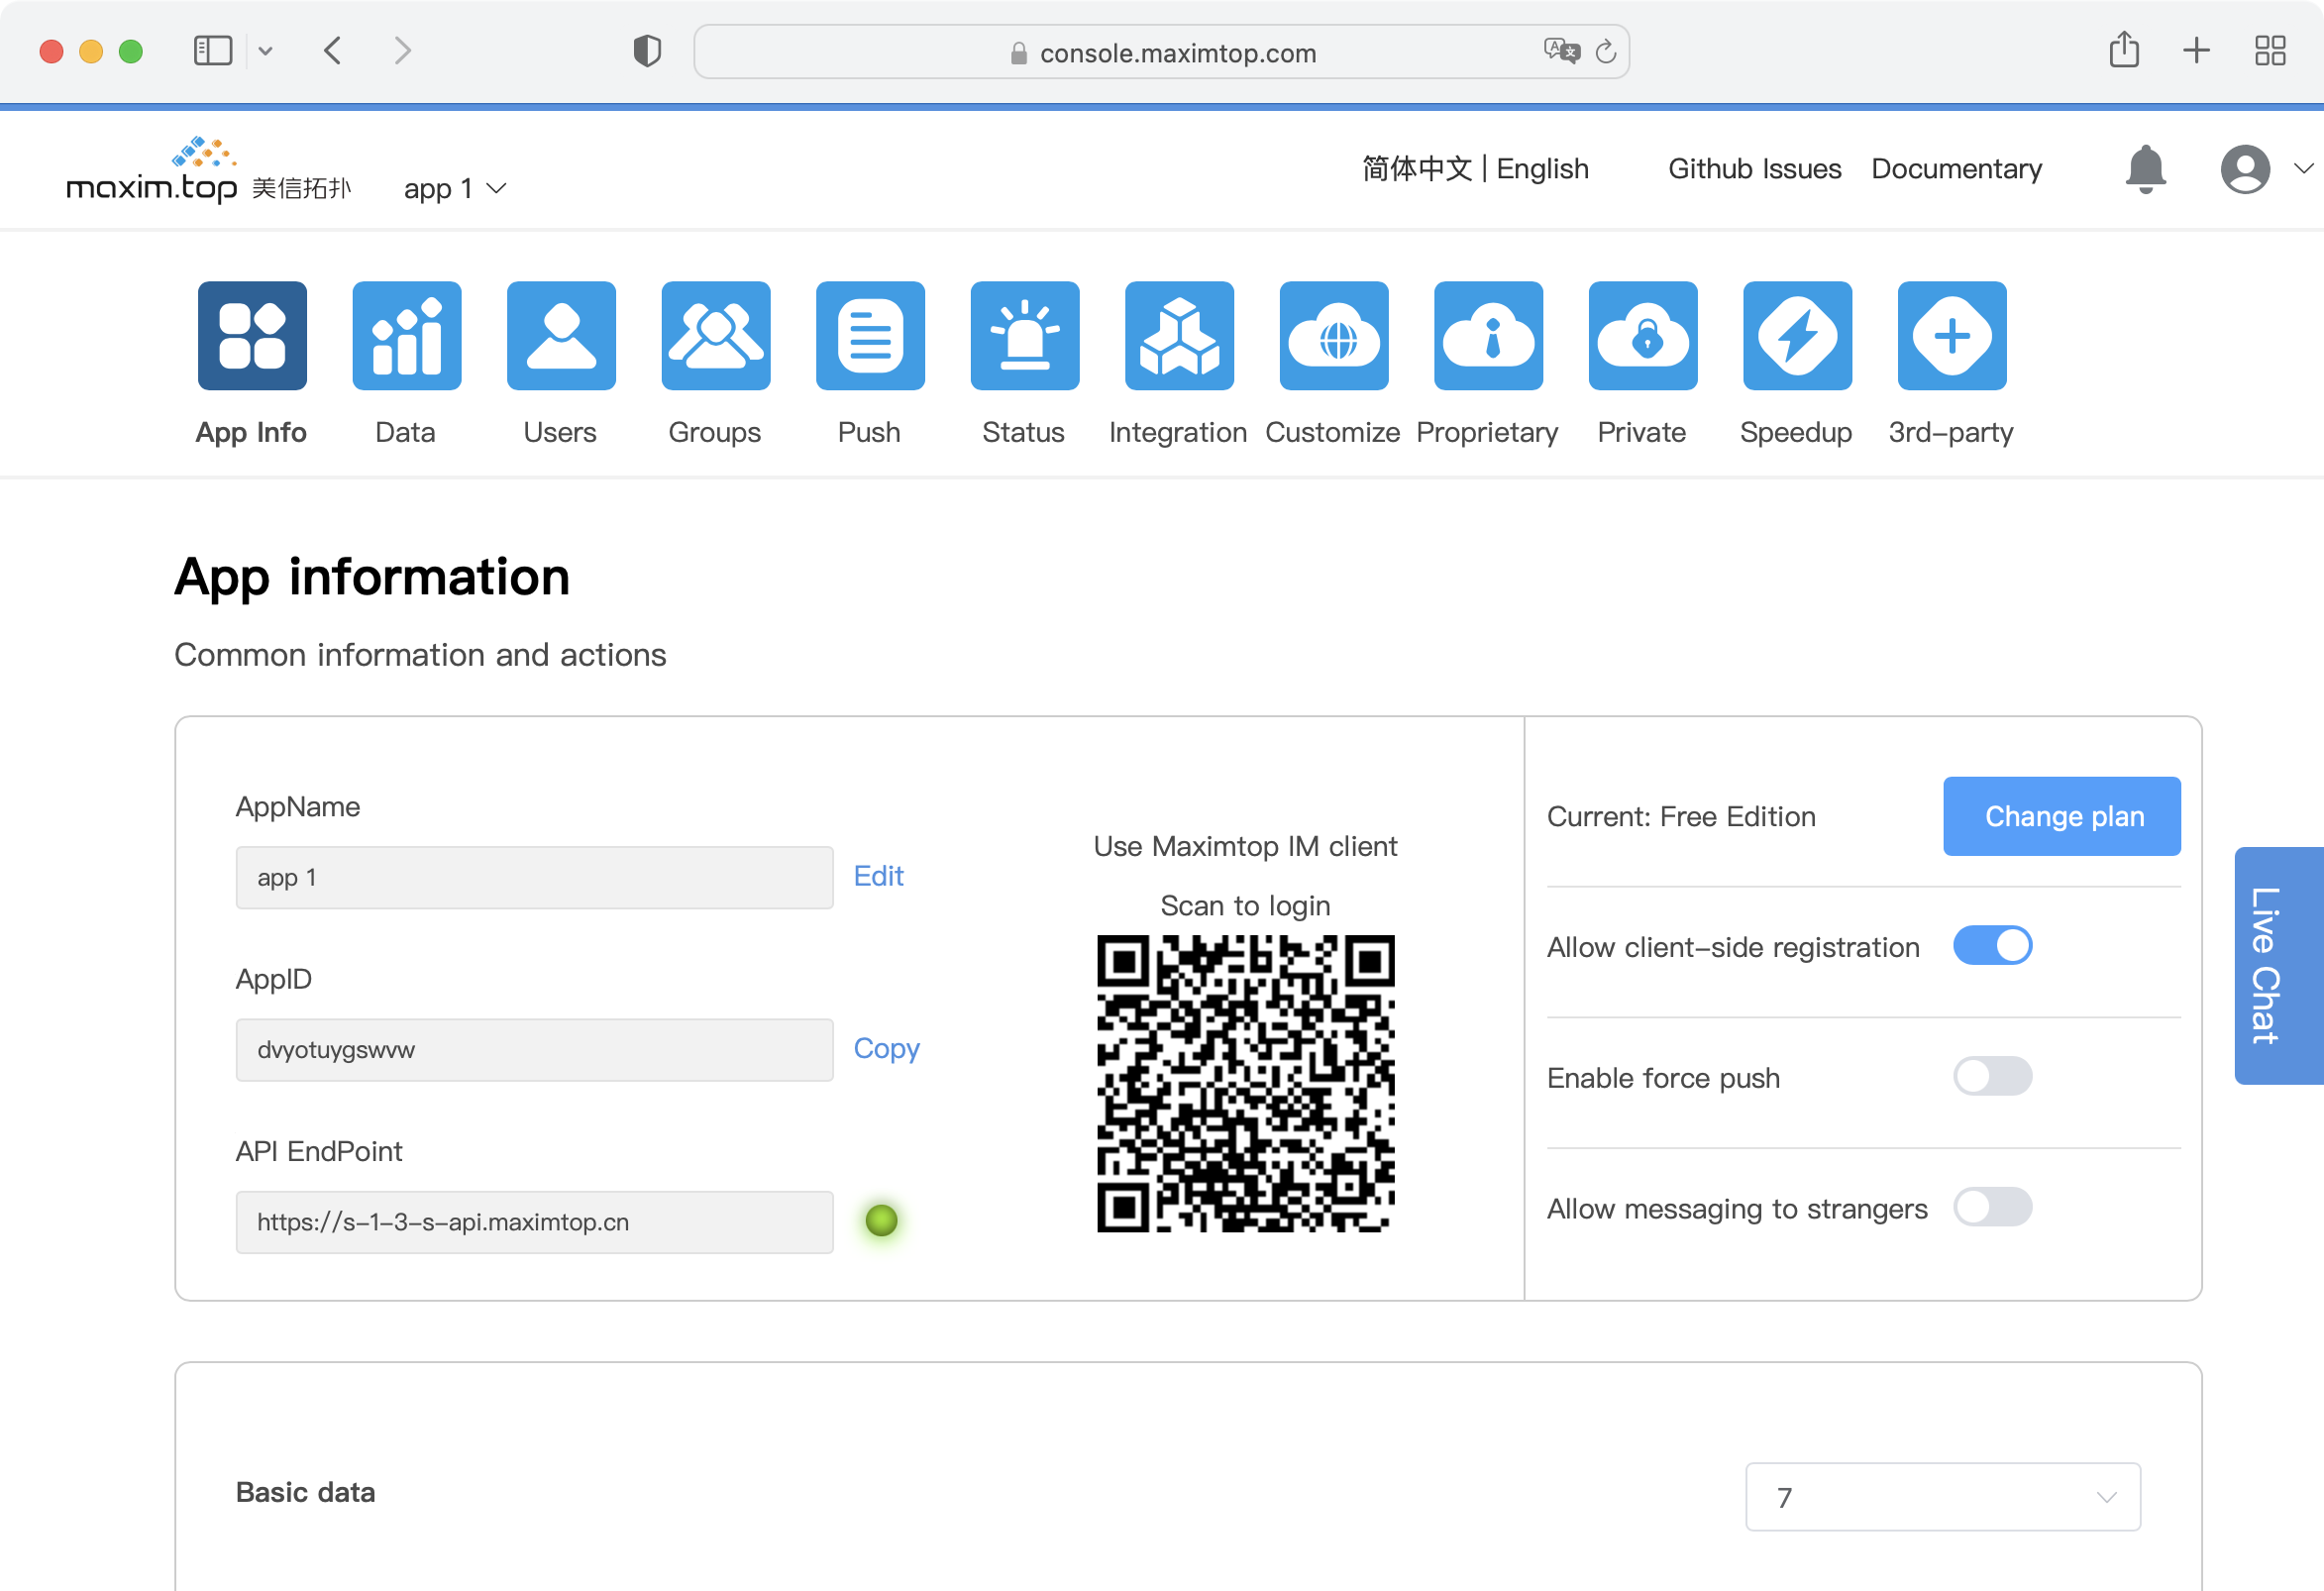 console.maximtop.com
maxim.top 美信拓扑
app 1
简体中文 | English
Github Issues
Documentary
App Info
Data
Users
Groups
Push
Status
Integration
Customize
Proprietary
Private
Speedup
3rd-party
App information
Common information and actions
AppName
app 1
Edit
AppID
dvyotuygswvw
Copy
API EndPoint
https://s-1-3-s-api.maximtop.cn
Use Maximtop IM client
Scan to login
Current: Free Edition
Change plan
Allow client-side registration
Enable force push
Allow messaging to strangers
Live Chat
Basic data
7